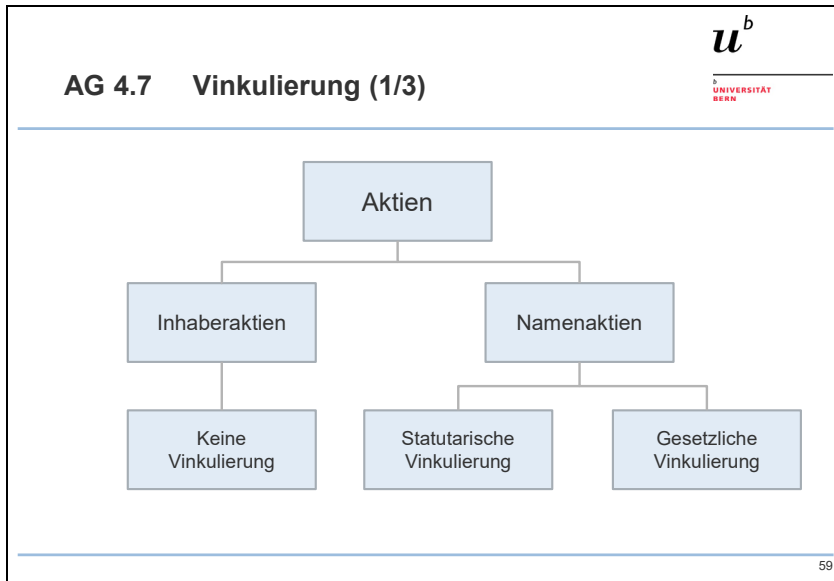 u^b
AG 4.7 Vinkulierung (1/3)
b
UNIVERSITÄT
BERN
Aktien
Inhaberaktien
Namenaktien
Keine
Vinkulierung
Statutarische
Vinkulierung
Gesetzliche
Vinkulierung
59